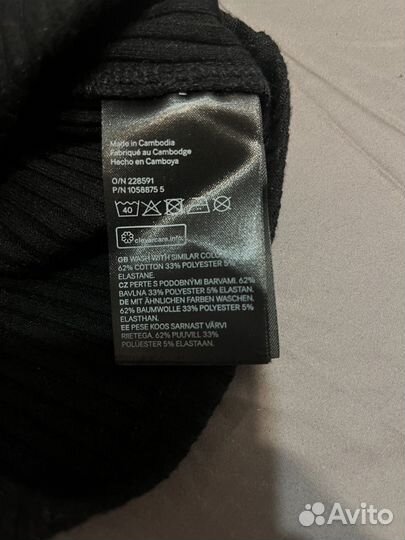 Made in Cambodia
Fabriqué au Cambodge
Hecho en Camboya
O/N 228591
P/N 1058875 5
40
clevercare.info
GB WASH WITH SIMILAR COLO
62% COTTON 33% POLYESTER 5%
ELASTANE.
CZ PERTE S PODOBNÝMI BARVAMI. 62%
BAVLNA 33% POLYESTER 5% ELASTAN.
DE MIT ÄHNLICHEN FARBEN WASCHEN.
62% BAUMWOLLE 33% POLYESTER 5%
ELASTHAN.
EE PESE KOOS SARNAST VÄRVI
RIIETEGA. 62% PUUVILL 33%
POLÜESTER 5% ELASTAAN.
Avito